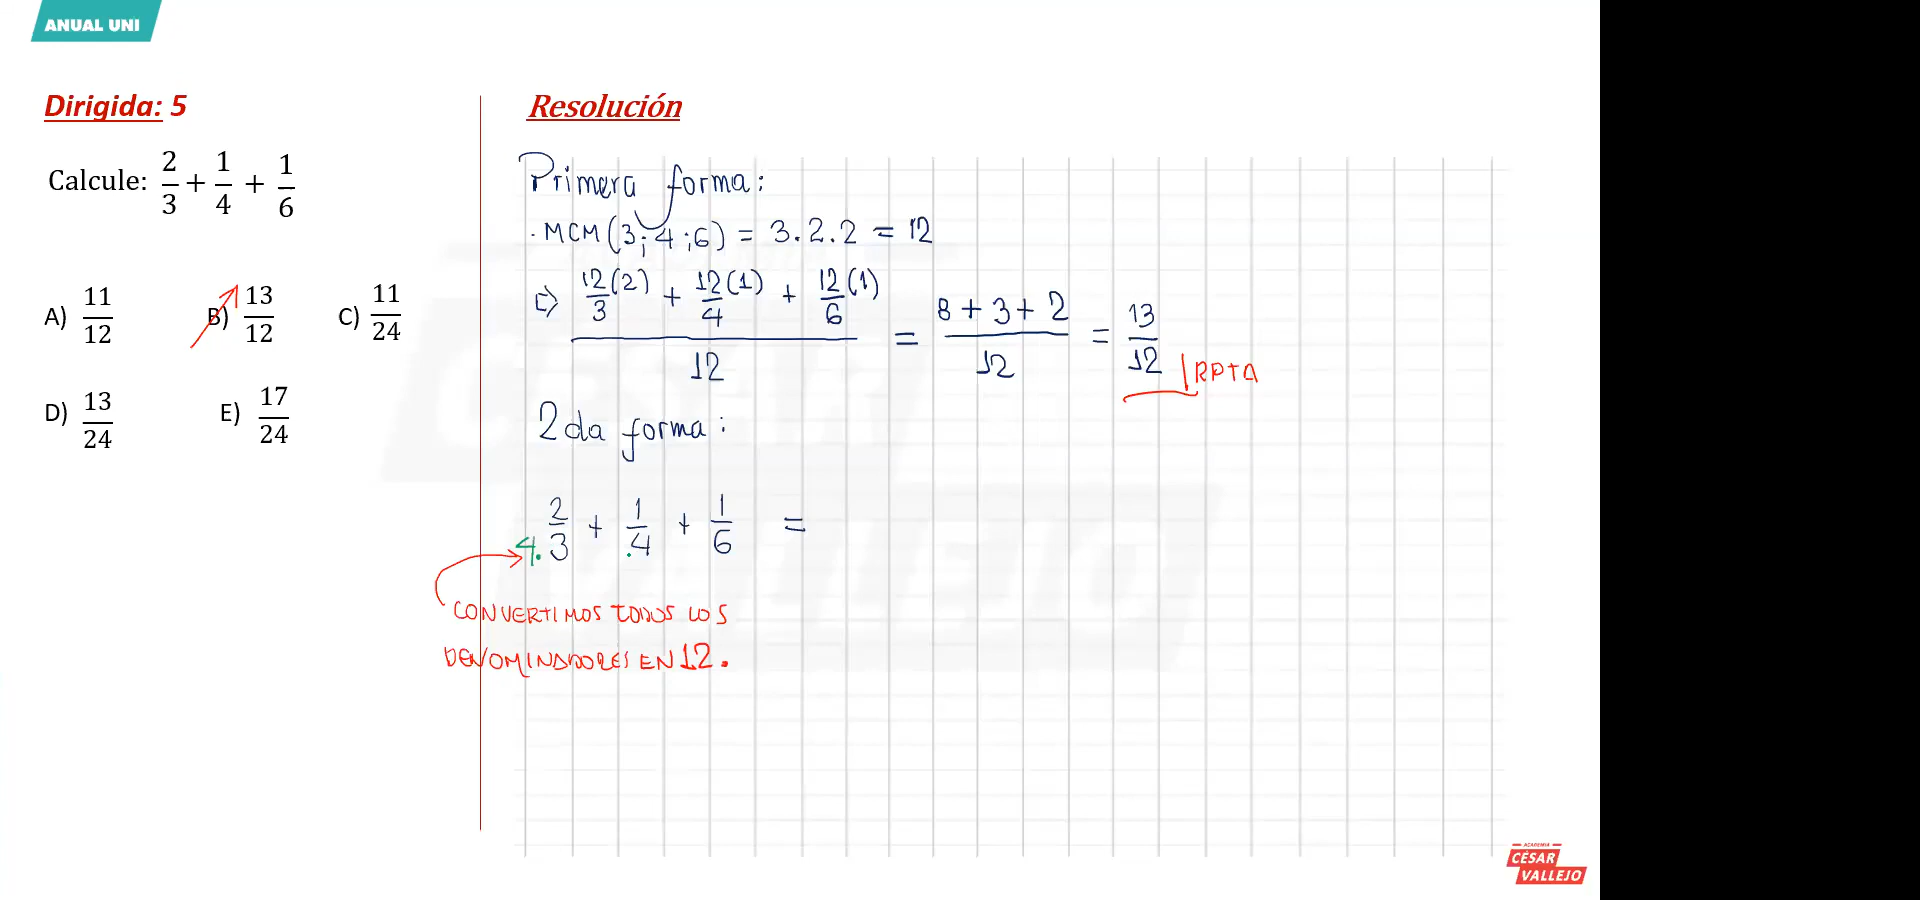 ANUAL UNI
Dirigida: 5
Calcule: 2/3 + 1/4 + 1/6
A) 11/12 B) 13/12 C) 11/24
D) 13/24 E) 17/24
Resolución
Primera forma:
. MCM (3; 4; 6) = 3.2.2 = 12
=> (12/3 (2) + 12/4 (1) + 12/6 (1)) / 12 = (8 + 3 + 2) / 12 = 13/12 RPTA
2da forma:
2/(4.3) + 1/(.4) + 1/6 =
CONVERTIMOS TODOS LOS
DENOMINADORES EN 12.
CÉSAR
VALLEJO
ACADEMIA
CÉSAR
VALLEJO